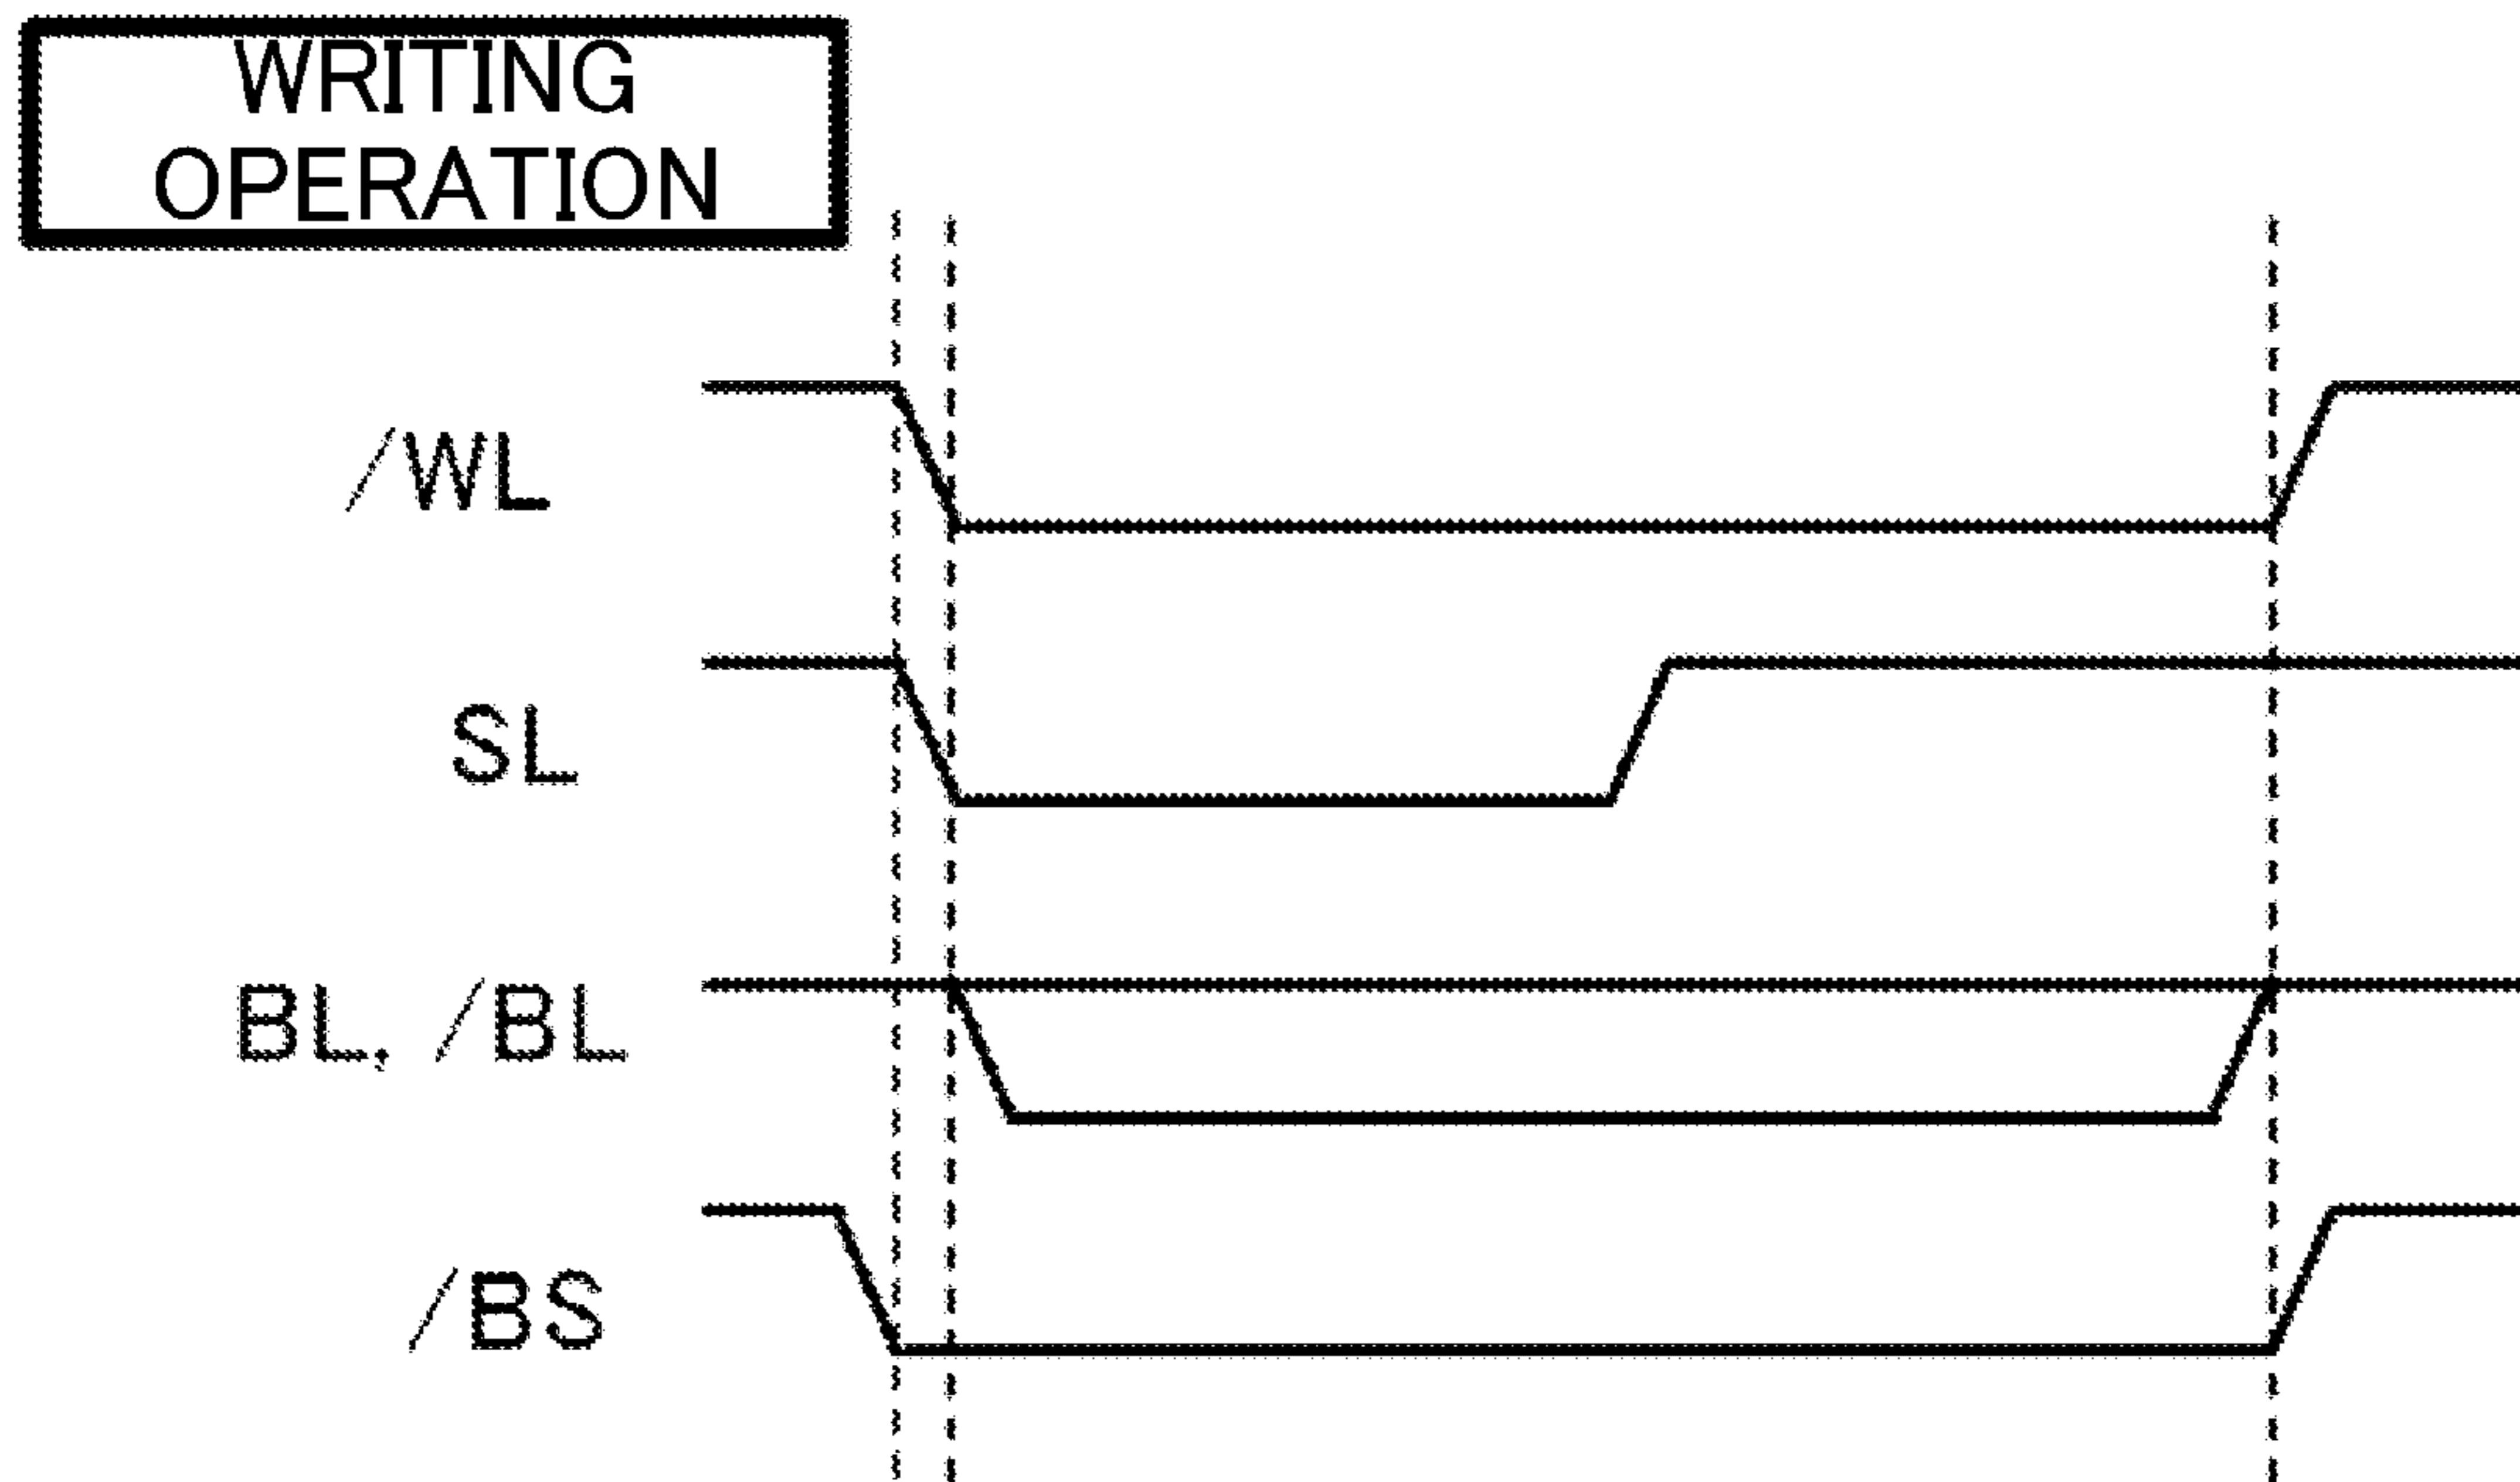 WRITING
OPERATION
/WL
SL
BL, /BL
/BS